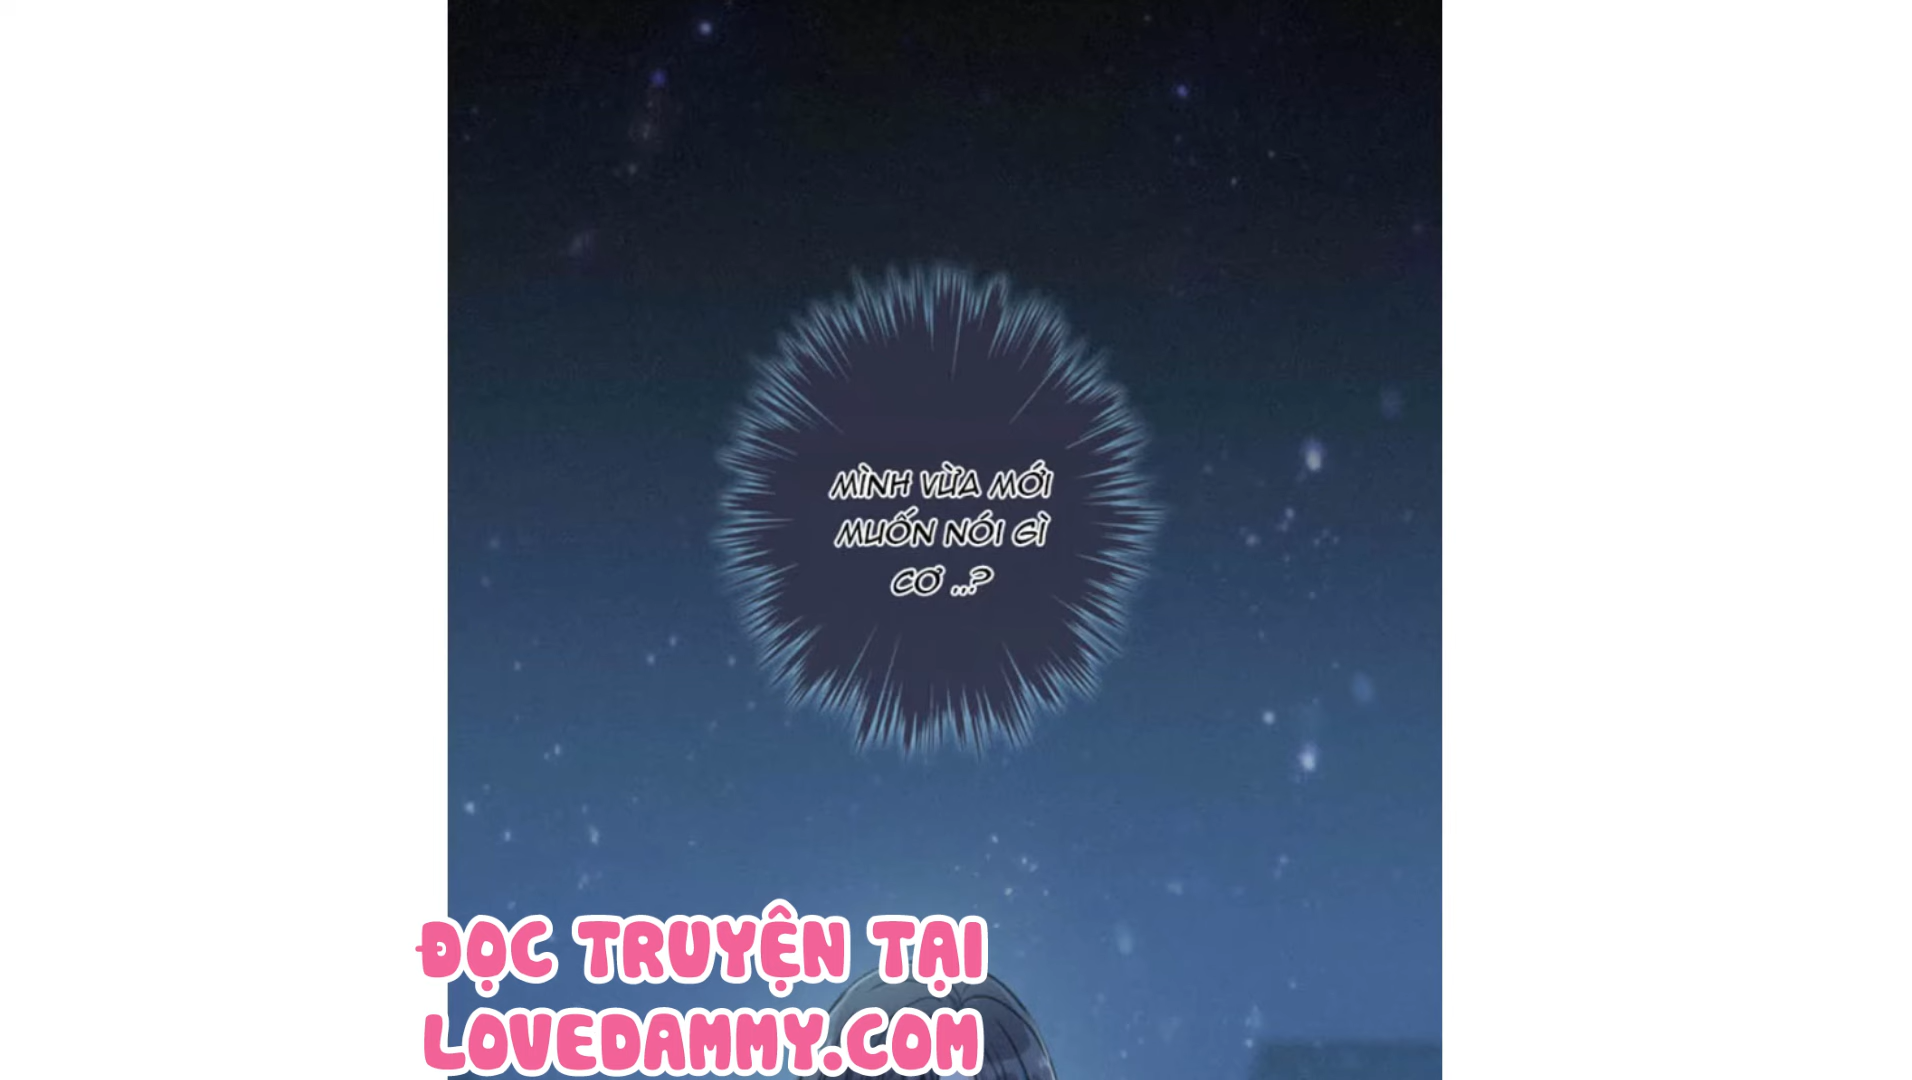 MÌNH VỪA MỚI
MUỐN NÓI GÌ
CƠ ...?
ĐỌC TRUYỆN TẠI
LOVEDAMMY.COM